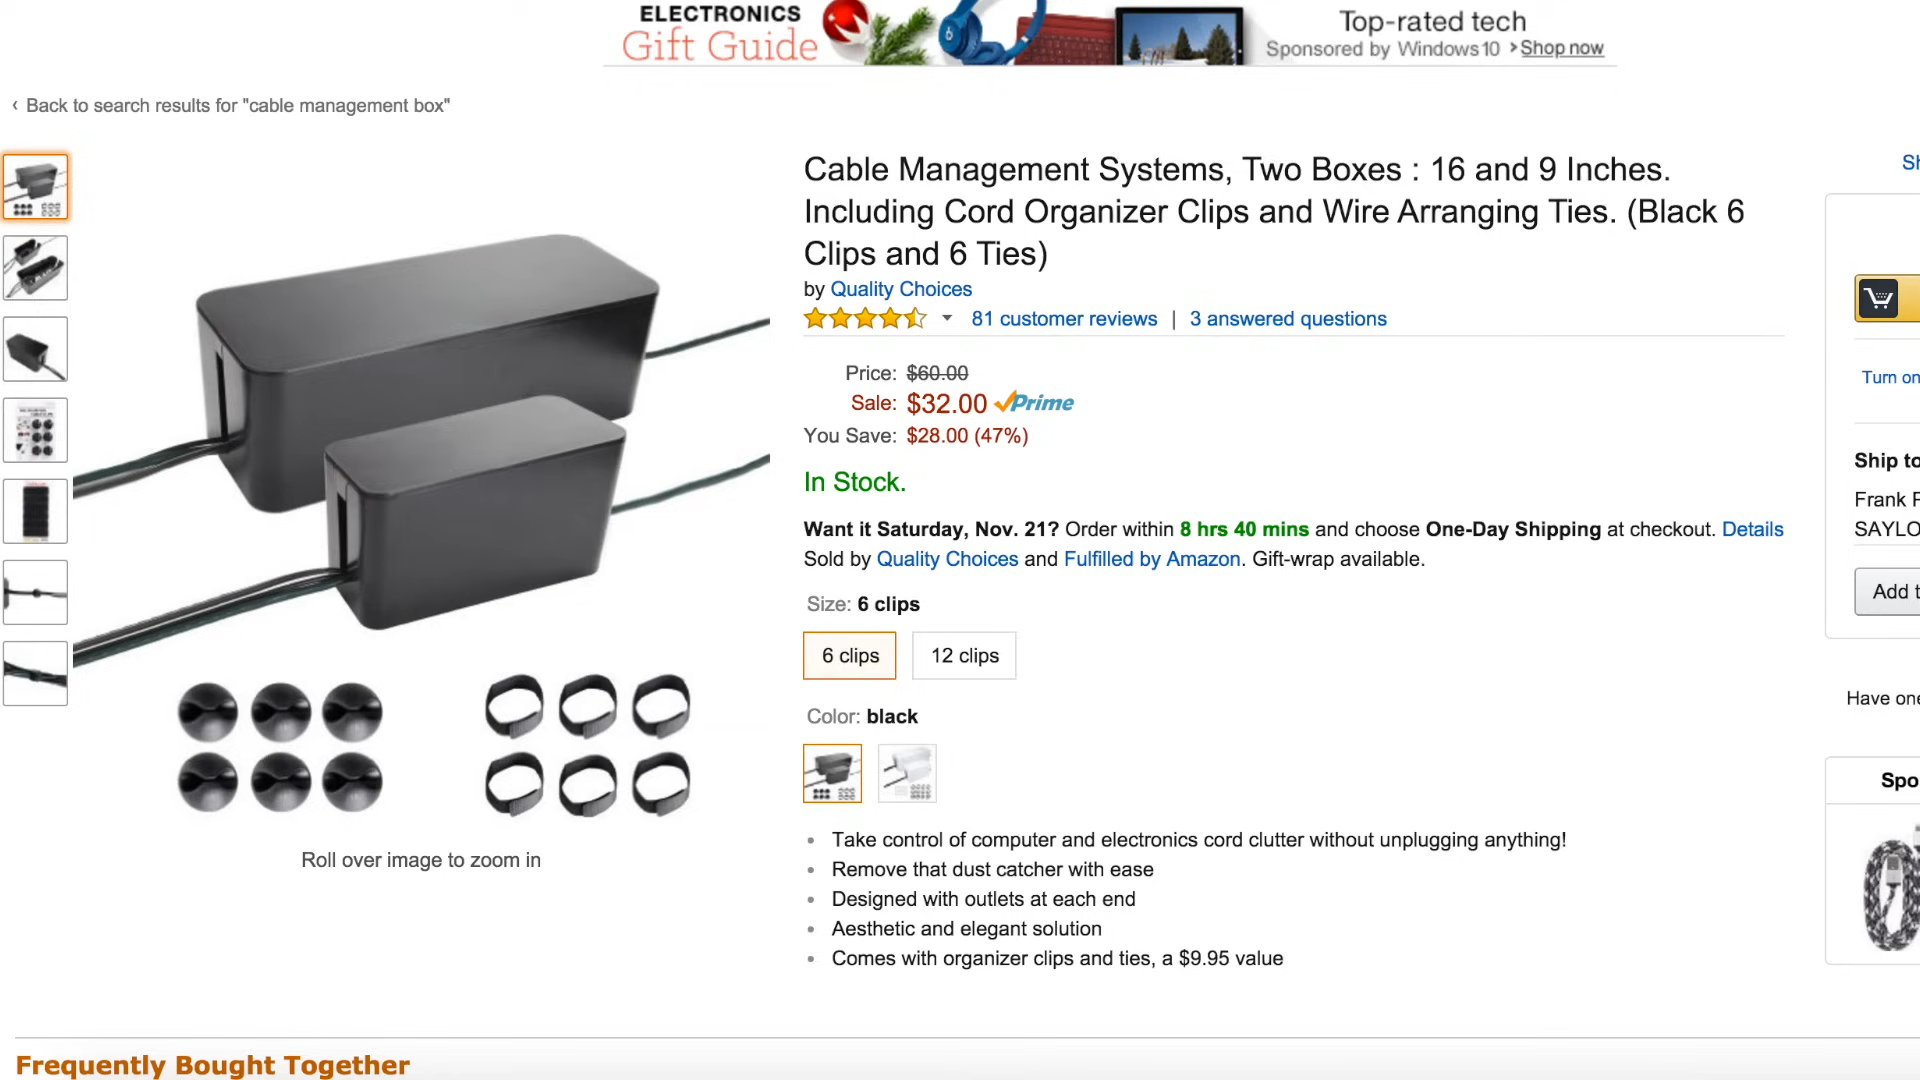 ELECTRONICS
Gift Guide
Top-rated tech
Sponsored by Windows10 › Shop now
‹ Back to search results for "cable management box"
Cable Management Systems, Two Boxes : 16 and 9 Inches.
Including Cord Organizer Clips and Wire Arranging Ties. (Black 6
Clips and 6 Ties)
by Quality Choices
81 customer reviews | 3 answered questions
Price: $60.00
Sale: $32.00 Prime
You Save: $28.00 (47%)
In Stock.
Want it Saturday, Nov. 21? Order within 8 hrs 40 mins and choose One-Day Shipping at checkout. Details
Sold by Quality Choices and Fulfilled by Amazon. Gift-wrap available.
Size: 6 clips
6 clips
12 clips
Color: black
• Take control of computer and electronics cord clutter without unplugging anything!
• Remove that dust catcher with ease
• Designed with outlets at each end
• Aesthetic and elegant solution
• Comes with organizer clips and ties, a $9.95 value
Roll over image to zoom in
Sh
Turn on
Ship to
Frank F
SAYLO
Add t
Have one
Spo
Frequently Bought Together